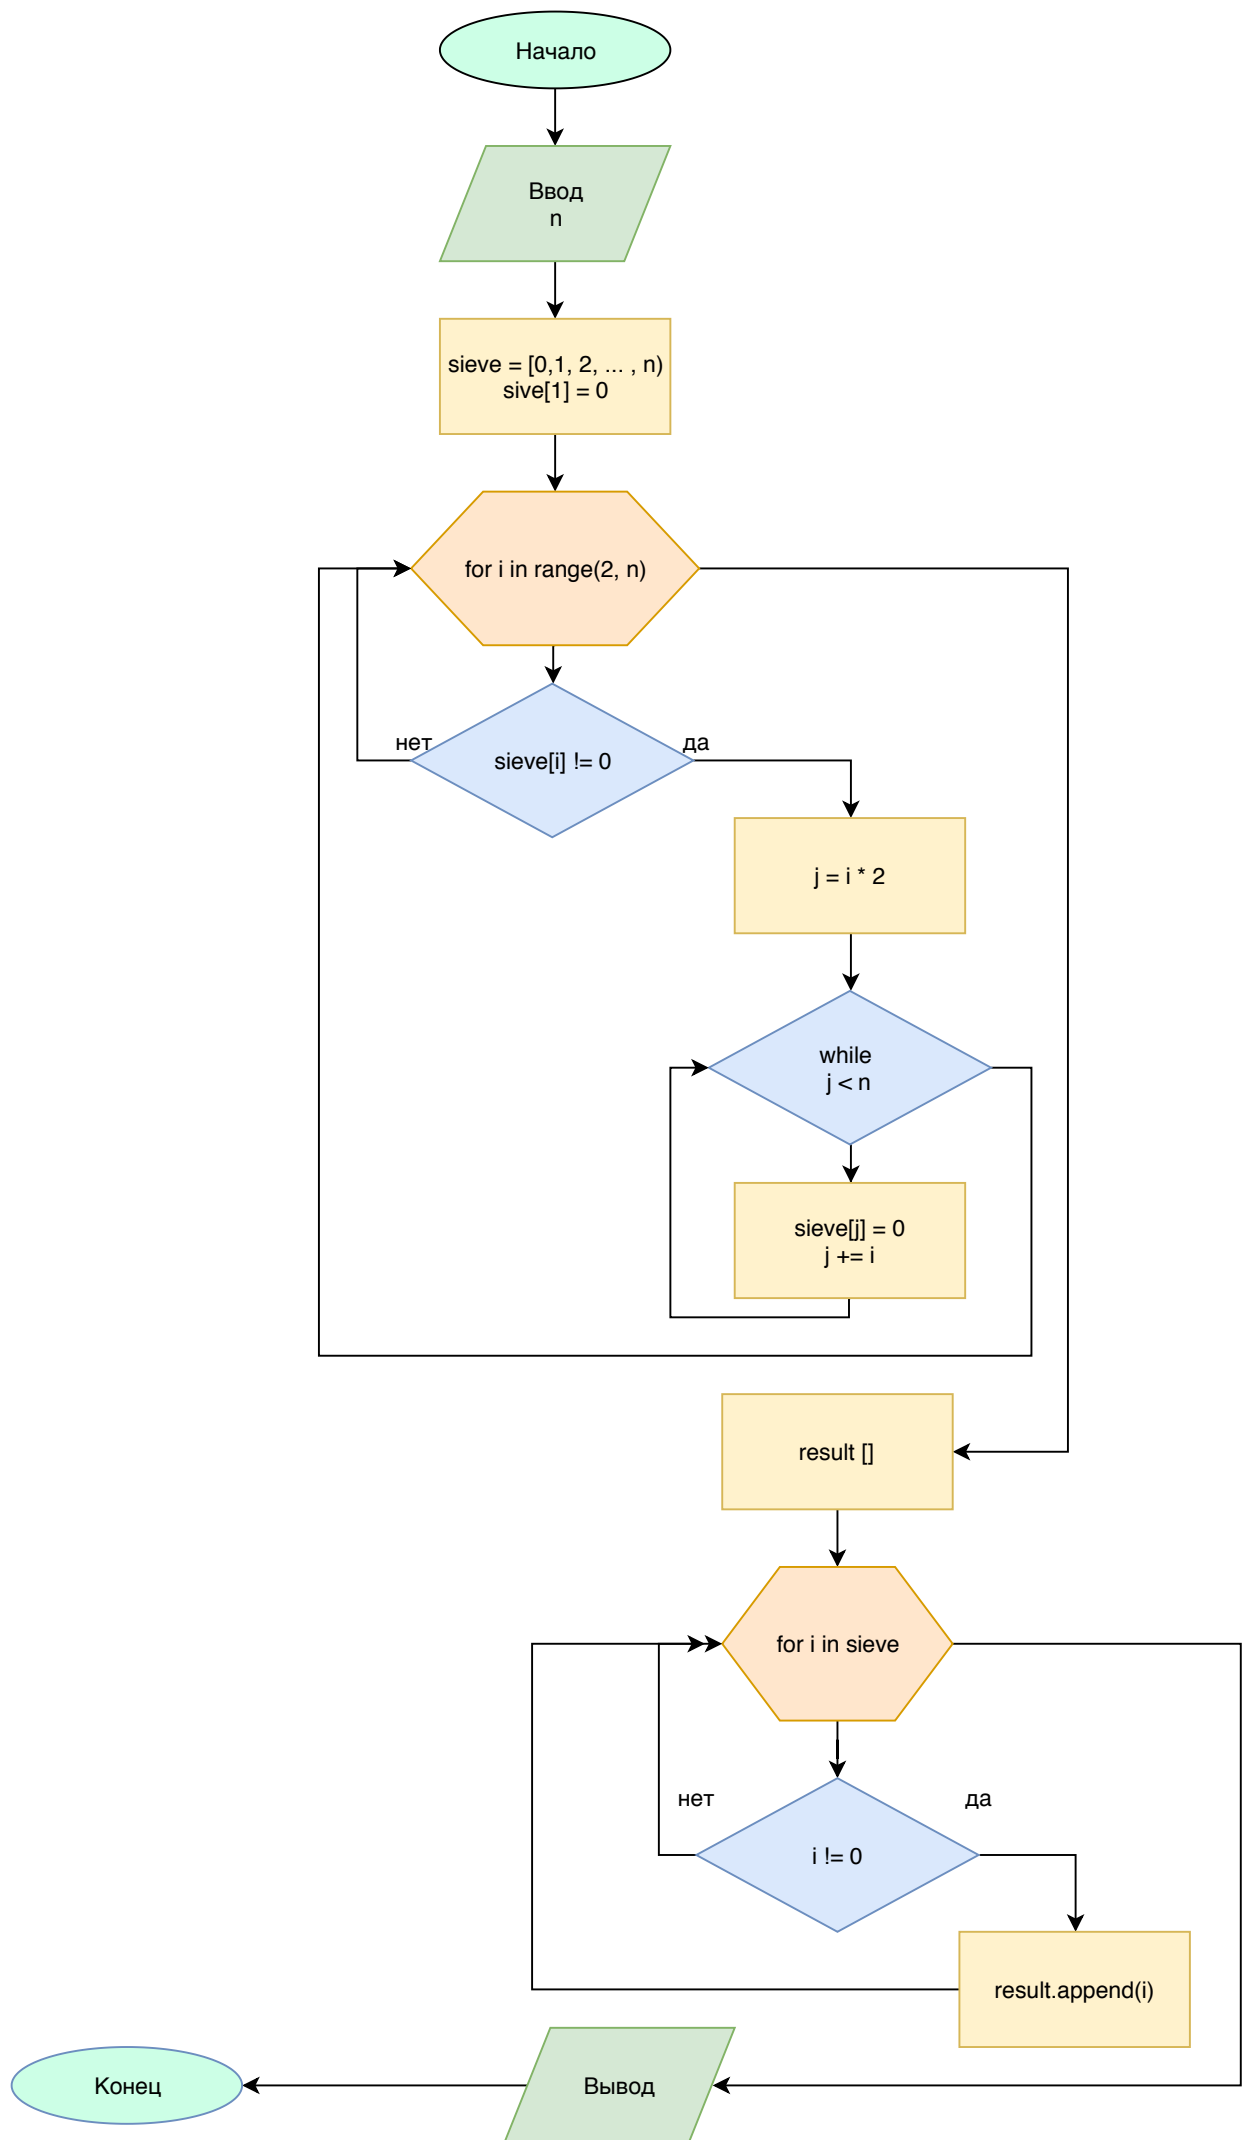 Начало
Ввод
n
sieve = [0,1, 2, ... , n)
sive[1] = 0
for i in range(2, n)
нет
да
sieve[i] != 0
j = i * 2
while
j < n
sieve[j] = 0
j += i
result []
for i in sieve
нет
да
i != 0
result.append(i)
Конец
Вывод